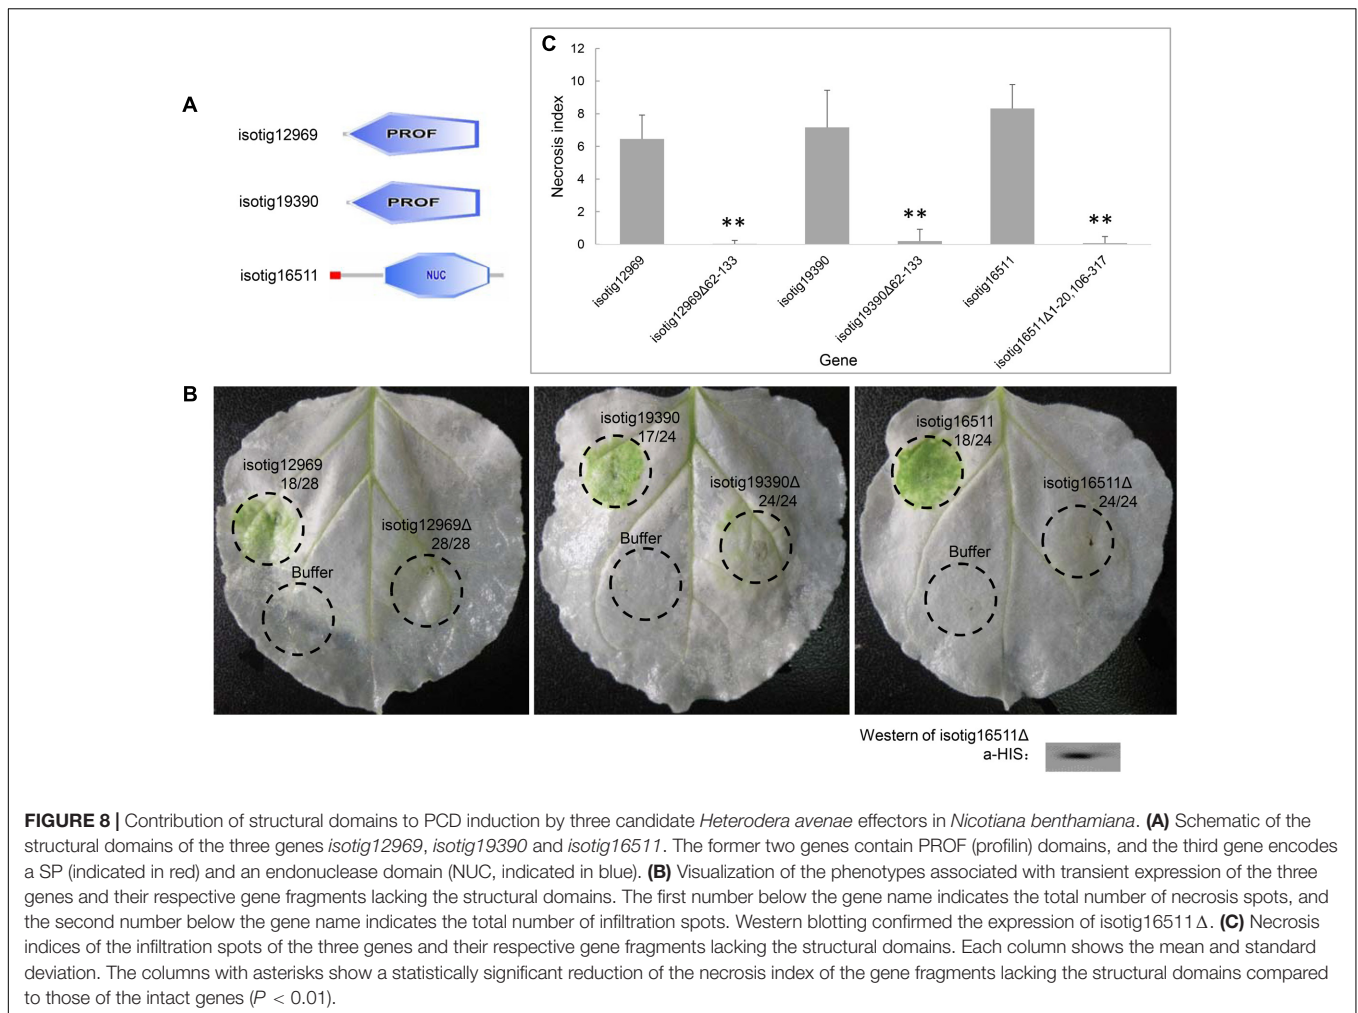 A
isotig12969
PROF
isotig19390
PROF
isotig16511
NUC
C
12
10
8
6
4
2
0
Necrosis index
**
**
**
isotig12969
isotig12969Δ62-133
isotig19390
isotig19390Δ62-133
isotig16511
isotig16511Δ1-20,106-317
Gene
B
isotig12969
18/28
isotig12969Δ
28/28
Buffer
isotig19390
17/24
isotig19390Δ
24/24
Buffer
isotig16511
18/24
isotig16511Δ
24/24
Buffer
Western of isotig16511Δ
a-HIS:
FIGURE 8 | Contribution of structural domains to PCD induction by three candidate Heterodera avenae effectors in Nicotiana benthamiana. (A) Schematic of the
structural domains of the three genes isotig12969, isotig19390 and isotig16511. The former two genes contain PROF (profilin) domains, and the third gene encodes
a SP (indicated in red) and an endonuclease domain (NUC, indicated in blue). (B) Visualization of the phenotypes associated with transient expression of the three
genes and their respective gene fragments lacking the structural domains. The first number below the gene name indicates the total number of necrosis spots, and
the second number below the gene name indicates the total number of infiltration spots. Western blotting confirmed the expression of isotig16511Δ. (C) Necrosis
indices of the infiltration spots of the three genes and their respective gene fragments lacking the structural domains. Each column shows the mean and standard
deviation. The columns with asterisks show a statistically significant reduction of the necrosis index of the gene fragments lacking the structural domains compared
to those of the intact genes (P < 0.01).